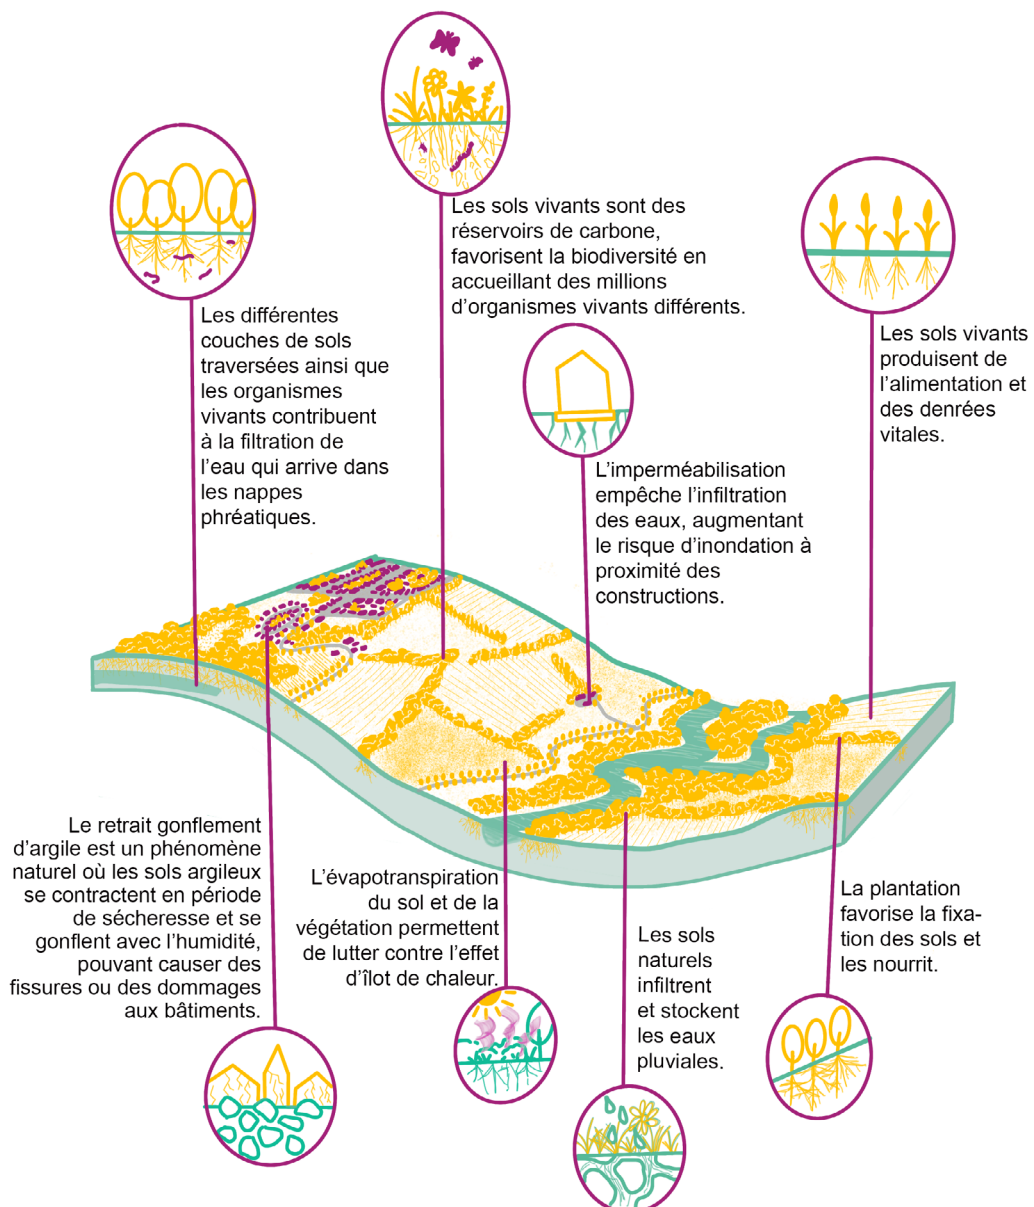 Les sols vivants sont des
réservoirs de carbone,
favorisent la biodiversité en
accueillant des millions
d’organismes vivants différents.
Les différentes
couches de sols
traversées ainsi que
les organismes
vivants contribuent
à la filtration de
l’eau qui arrive dans
les nappes
phréatiques.
Les sols vivants
produisent de
l’alimentation et
des denrées
vitales.
L’imperméabilisation
empêche l’infiltration
des eaux, augmentant
le risque d’inondation à
proximité des
constructions.
Le retrait gonflement
d’argile est un phénomène
naturel où les sols argileux
se contractent en période
de sécheresse et se
gonflent avec l’humidité,
pouvant causer des
fissures ou des dommages
aux bâtiments.
L’évapotranspiration
du sol et de la
végétation permettent
de lutter contre l’effet
d’îlot de chaleur.
Les sols
naturels
infiltrent
et stockent
les eaux
pluviales.
La plantation
favorise la fixa-
tion des sols et
les nourrit.